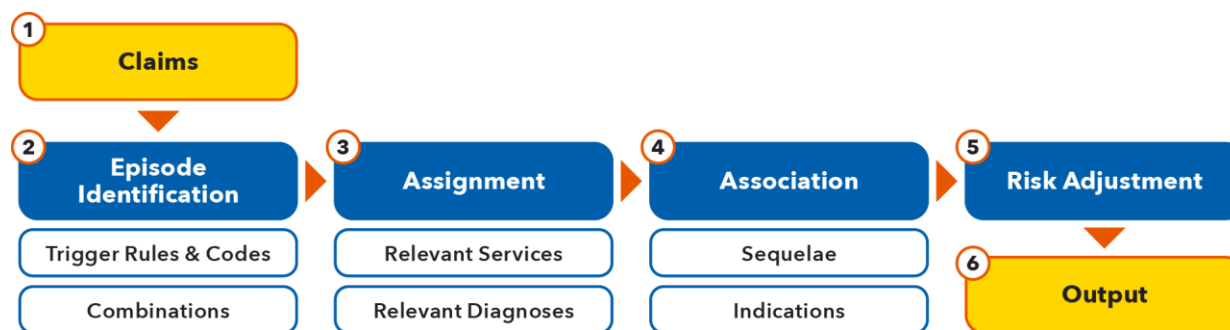 1
Claims
2
Episode
Identification
Trigger Rules & Codes
Combinations
3
Assignment
Relevant Services
Relevant Diagnoses
4
Association
Sequelae
Indications
5
Risk Adjustment
6
Output